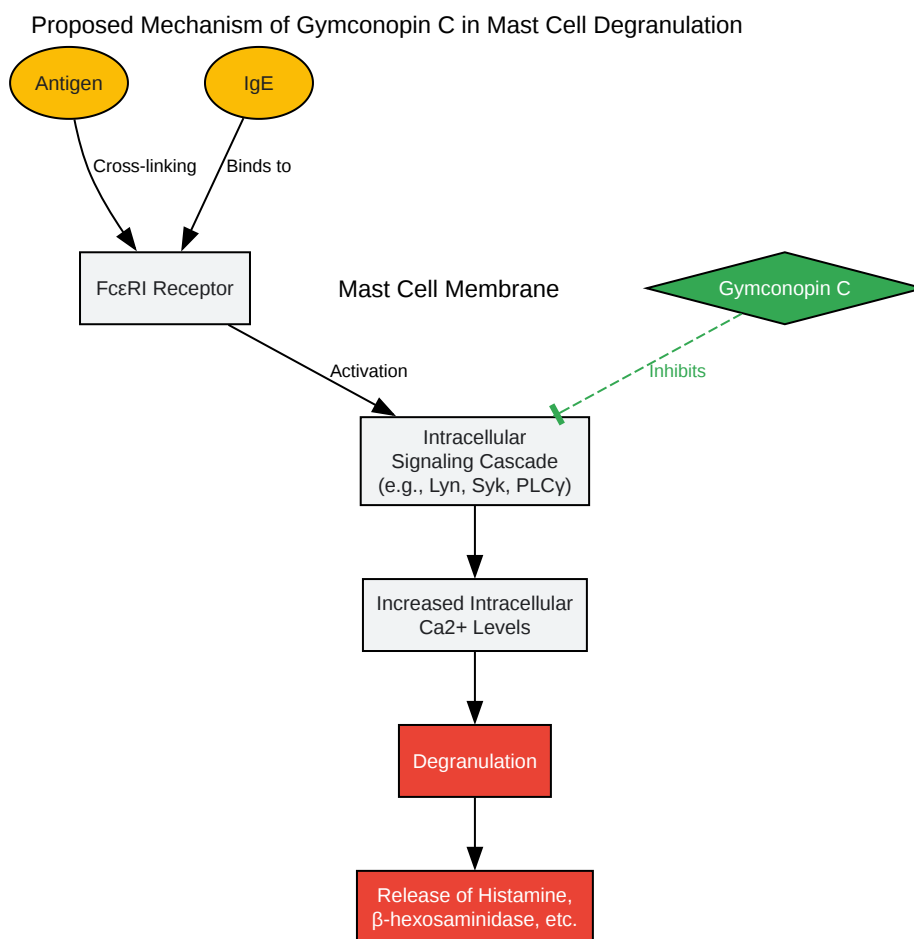 Proposed Mechanism of Gymconopin C in Mast Cell Degranulation
Antigen
IgE
Cross-linking
Binds to
FcεRI Receptor
Mast Cell Membrane
Gymconopin C
Activation
Inhibits
Intracellular
Signaling Cascade
(e.g., Lyn, Syk, PLCγ)
Increased Intracellular
Ca2+ Levels
Degranulation
Release of Histamine,
β-hexosaminidase, etc.